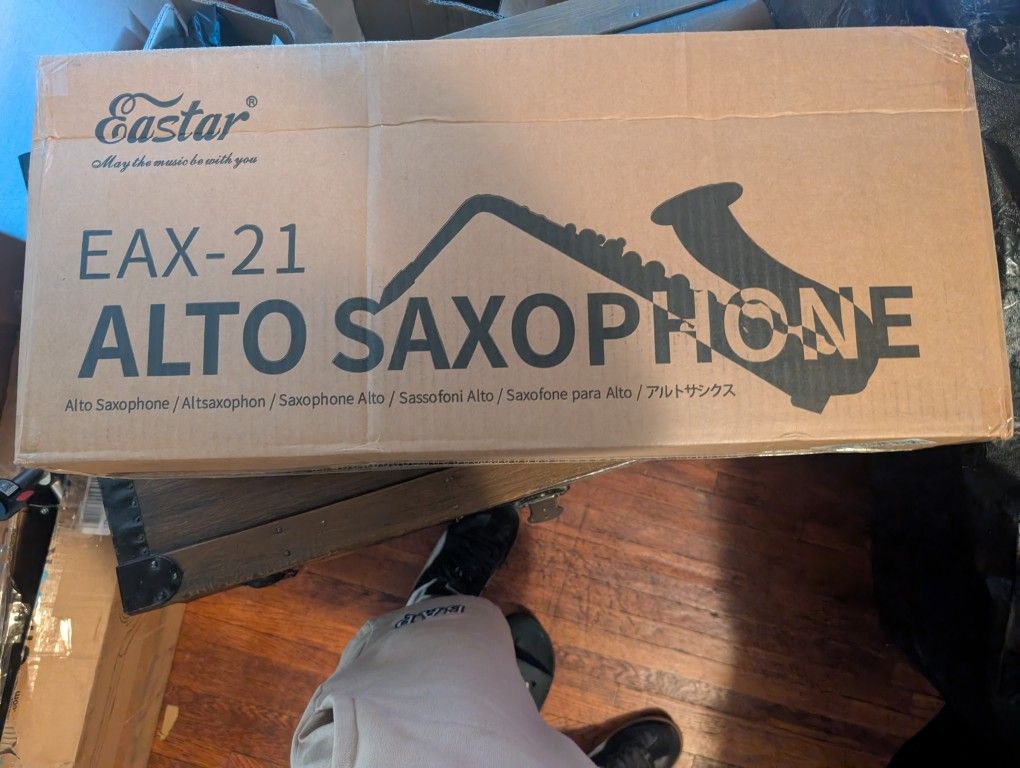 Eastar®
May the music be with you
EAX-21
ALTO SAXOPHONE
Alto Saxophone / Altsaxophon / Saxophone Alto / Sassofoni Alto / Saxofone para Alto / アルトサシクス